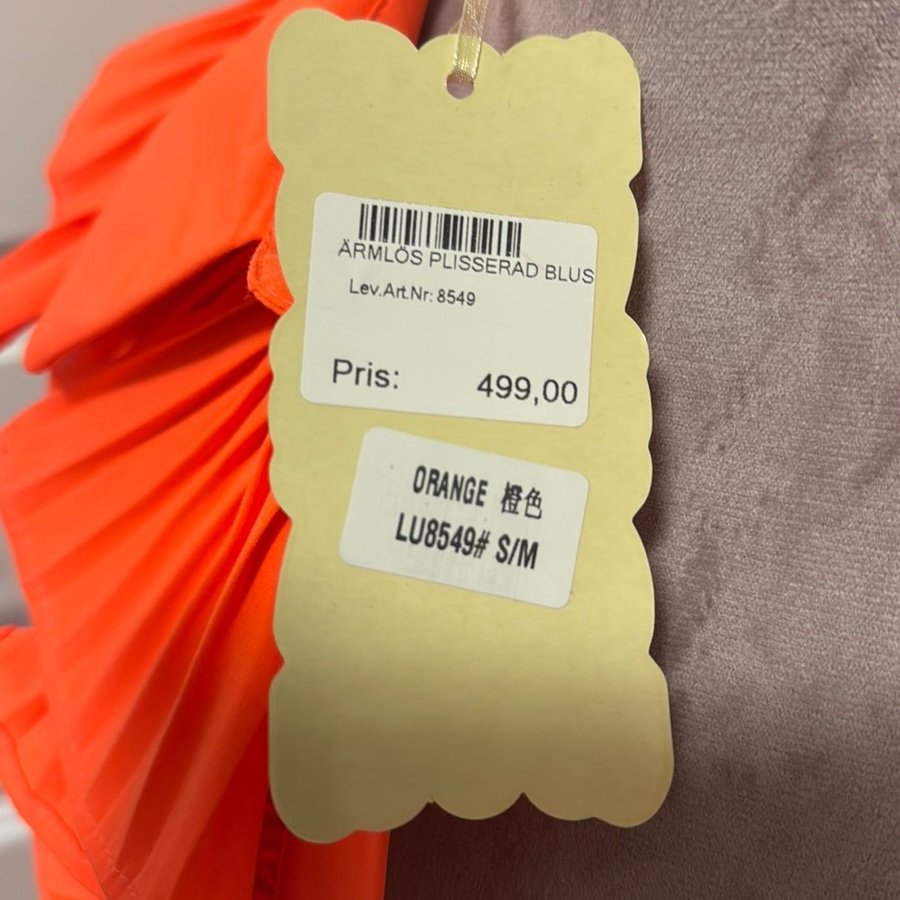 ÄRMLÖS PLISSERAD BLUS
Lev.Art.Nr: 8549
Pris: 499,00
ORANGE 橙色
LU8549# S/M